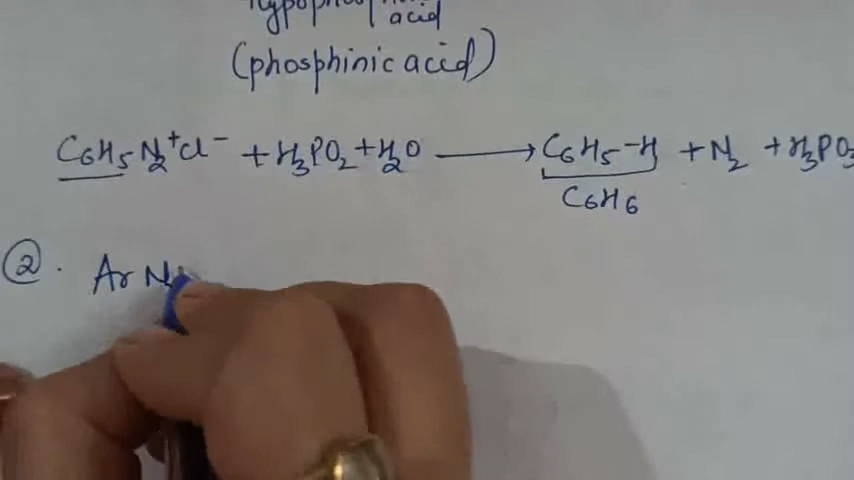 acid
(phosphinic acid)
C6H5N2+Cl- + H3PO2 + H2O ⟶ C6H5-H + N2 + H3PO3
C6H6
② . Ar N